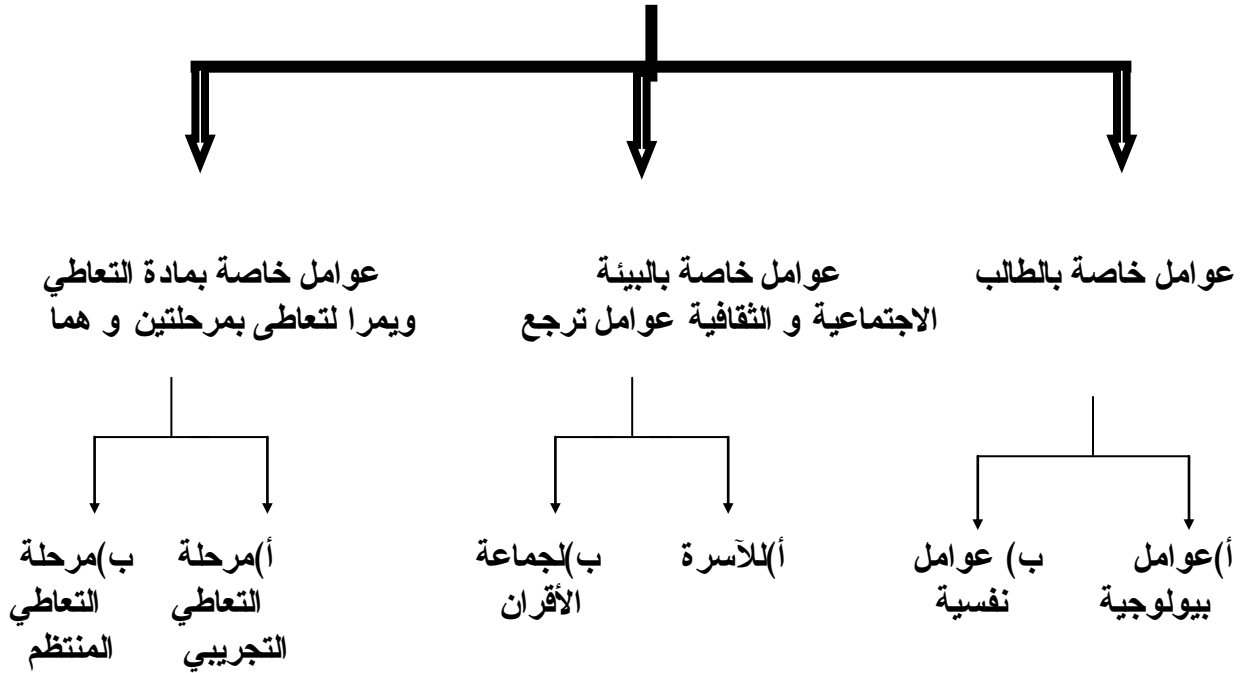 عوامل خاصة بالطالب
عوامل خاصة بالبيئة
الاجتماعية و الثقافية عوامل ترجع
عوامل خاصة بمادة التعاطي
ويمرا لتعاطى بمرحلتين و هما
أ)عوامل
بيولوجية
ب) عوامل
نفسية
أ)للآسرة
ب)لجماعة
الأقران
أ)مرحلة
التعاطي
التجريبي
ب)مرحلة
التعاطي
المنتظم